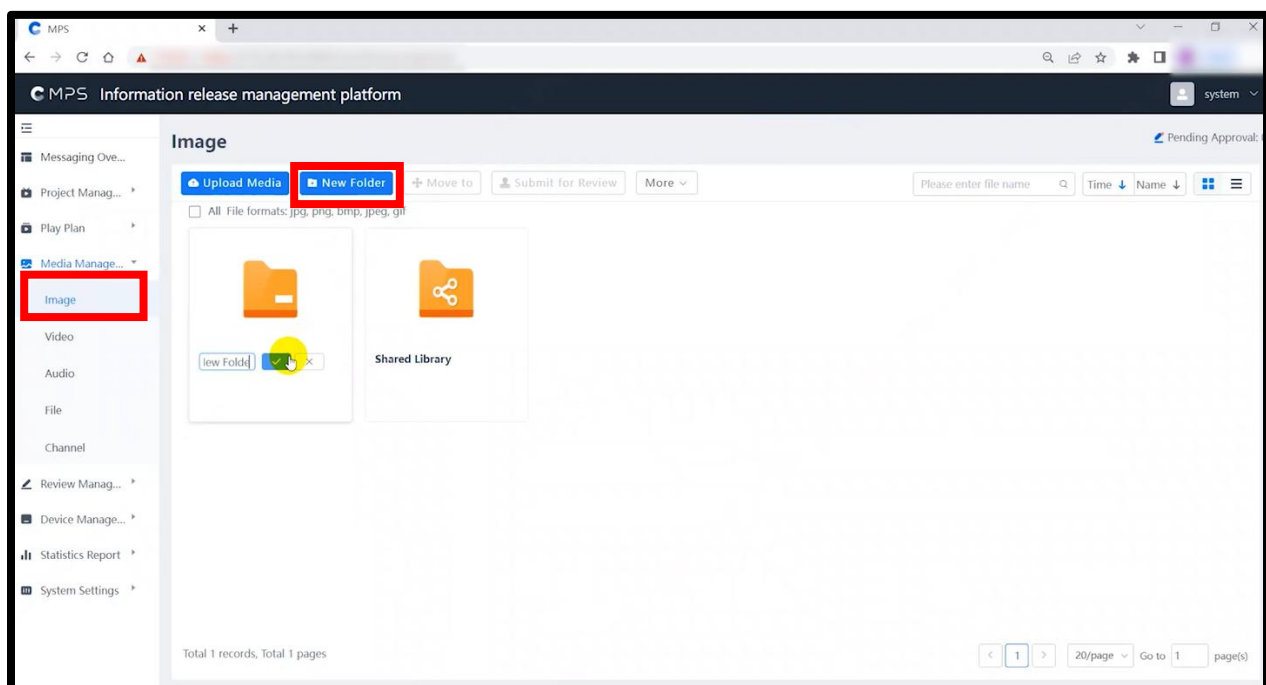 MPS
MPS Information release management platform
system
Image
Pending Approval:
Messaging Ove...
Project Manag...
Play Plan
Media Manage...
Image
Video
Audio
File
Channel
Review Manag...
Device Manage...
Statistics Report
System Settings
Upload Media New Folder Move to Submit for Review More
Please enter file name Time Name
All File formats: jpg, png, bmp, jpeg, gif
lew Folde
Shared Library
Total 1 records, Total 1 pages
1 20/page Go to 1 page(s)